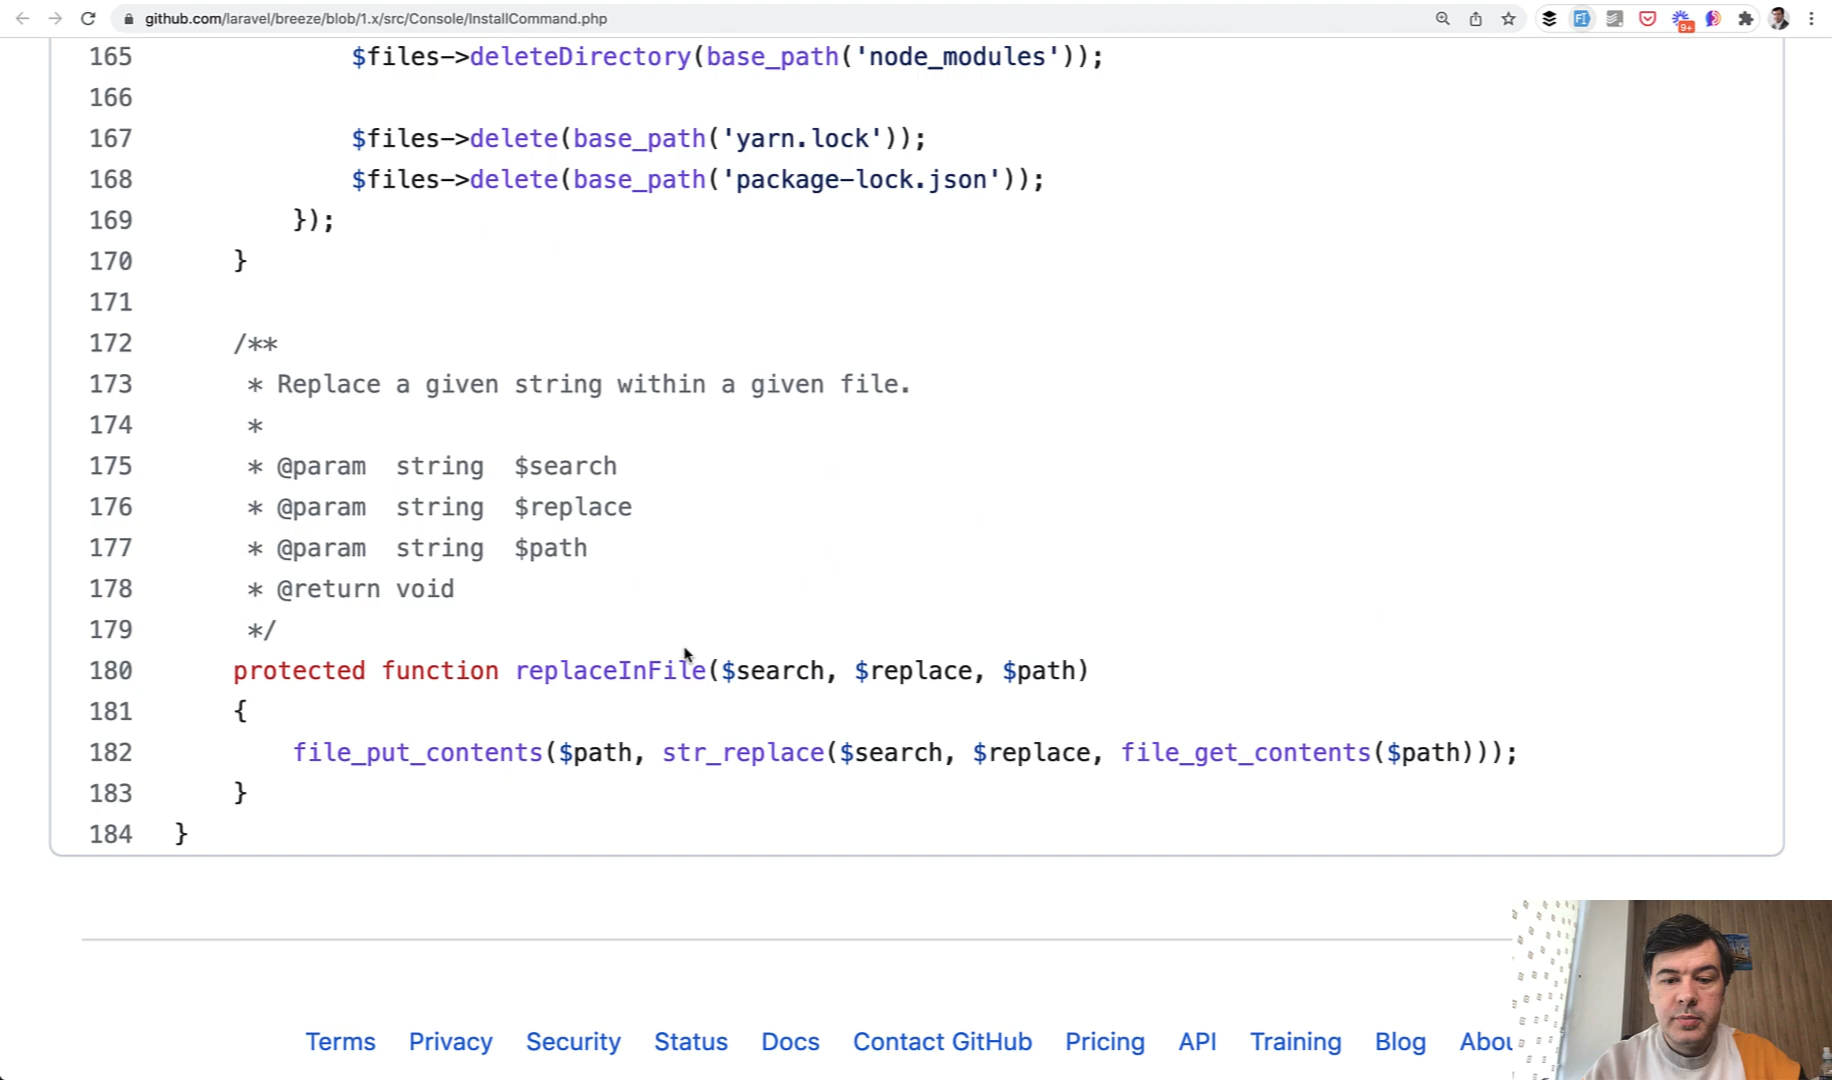 github.com/laravel/breeze/blob/1.x/src/Console/InstallCommand.php
9+
165 $files->deleteDirectory(base_path('node_modules'));
166
167 $files->delete(base_path('yarn.lock'));
168 $files->delete(base_path('package-lock.json'));
169 });
170 }
171
172 /**
173 * Replace a given string within a given file.
174 *
175 * @param  string  $search
176 * @param  string  $replace
177 * @param  string  $path
178 * @return void
179 */
180 protected function replaceInFile($search, $replace, $path)
181 {
182 file_put_contents($path, str_replace($search, $replace, file_get_contents($path)));
183 }
184 }
Terms Privacy Security Status Docs Contact GitHub Pricing API Training Blog Abou